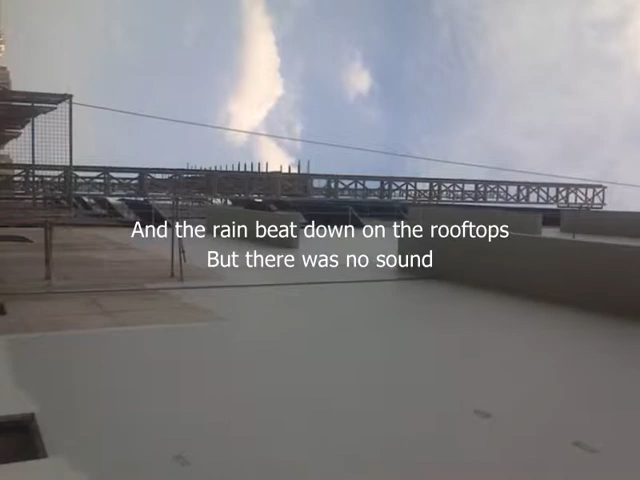 And the rain beat down on the rooftops
But there was no sound